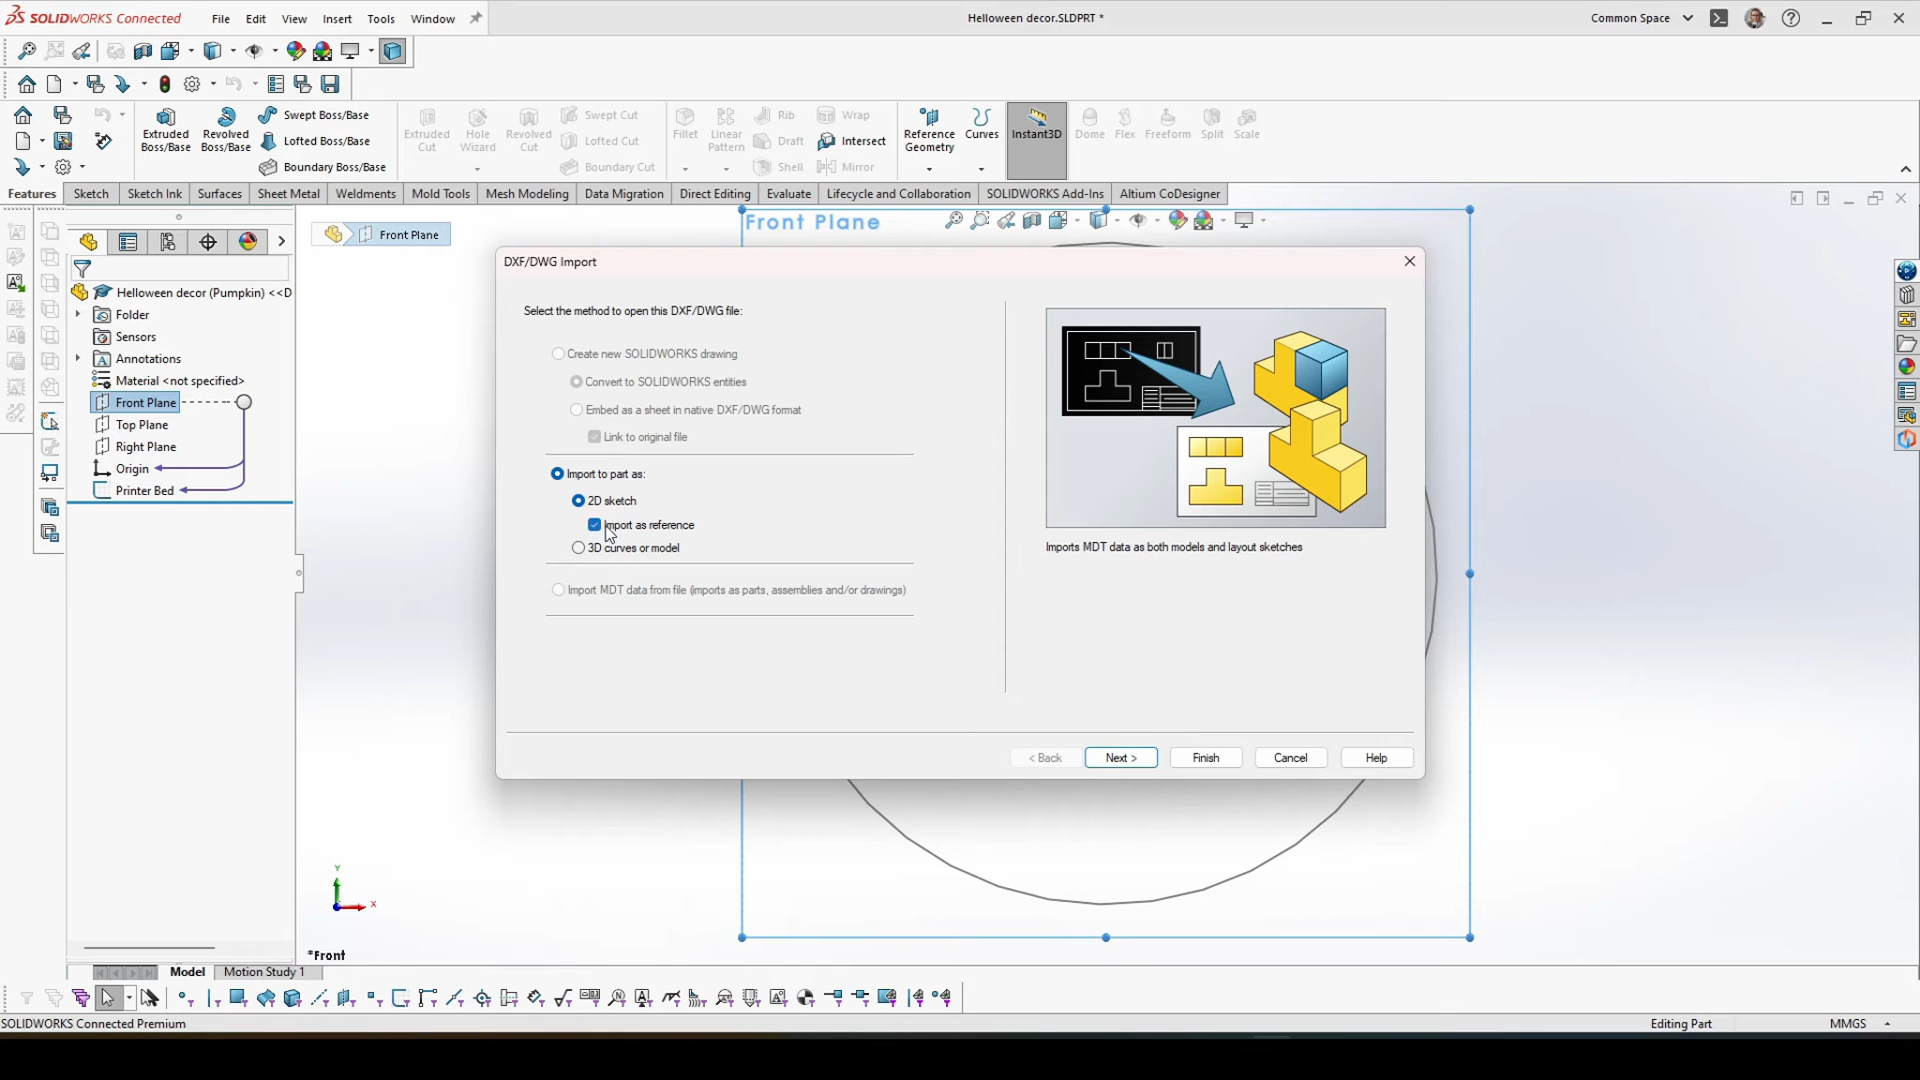 SOLIDWORKS Connected
File Edit View Insert Tools Window
Helloween decor.SLDPRT *
Common Space
Extruded Boss/Base
Revolved Boss/Base
Swept Boss/Base
Lofted Boss/Base
Boundary Boss/Base
Extruded Cut
Hole Wizard
Revolved Cut
Swept Cut
Lofted Cut
Boundary Cut
Fillet
Linear Pattern
Rib
Draft
Shell
Wrap
Intersect
Mirror
Reference Geometry
Curves
Instant3D
Dome
Flex
Freeform
Split
Scale
Features Sketch Sketch Ink Surfaces Sheet Metal Weldments Mold Tools Mesh Modeling Data Migration Direct Editing Evaluate Lifecycle and Collaboration SOLIDWORKS Add-Ins Altium CoDesigner
Front Plane
Front Plane
Helloween decor (Pumpkin) <<D
Folder
Sensors
Annotations
Material <not specified>
Front Plane
Top Plane
Right Plane
Origin
Printer Bed
DXF/DWG Import
Select the method to open this DXF/DWG file:
Create new SOLIDWORKS drawing
Convert to SOLIDWORKS entities
Embed as a sheet in native DXF/DWG format
Link to original file
Import to part as:
2D sketch
Import as reference
3D curves or model
Import MDT data from file (imports as parts, assemblies and/or drawings)
Imports MDT data as both models and layout sketches
< Back Next > Finish Cancel Help
Y
X
*Front
Model Motion Study 1
SOLIDWORKS Connected Premium
Editing Part
MMGS